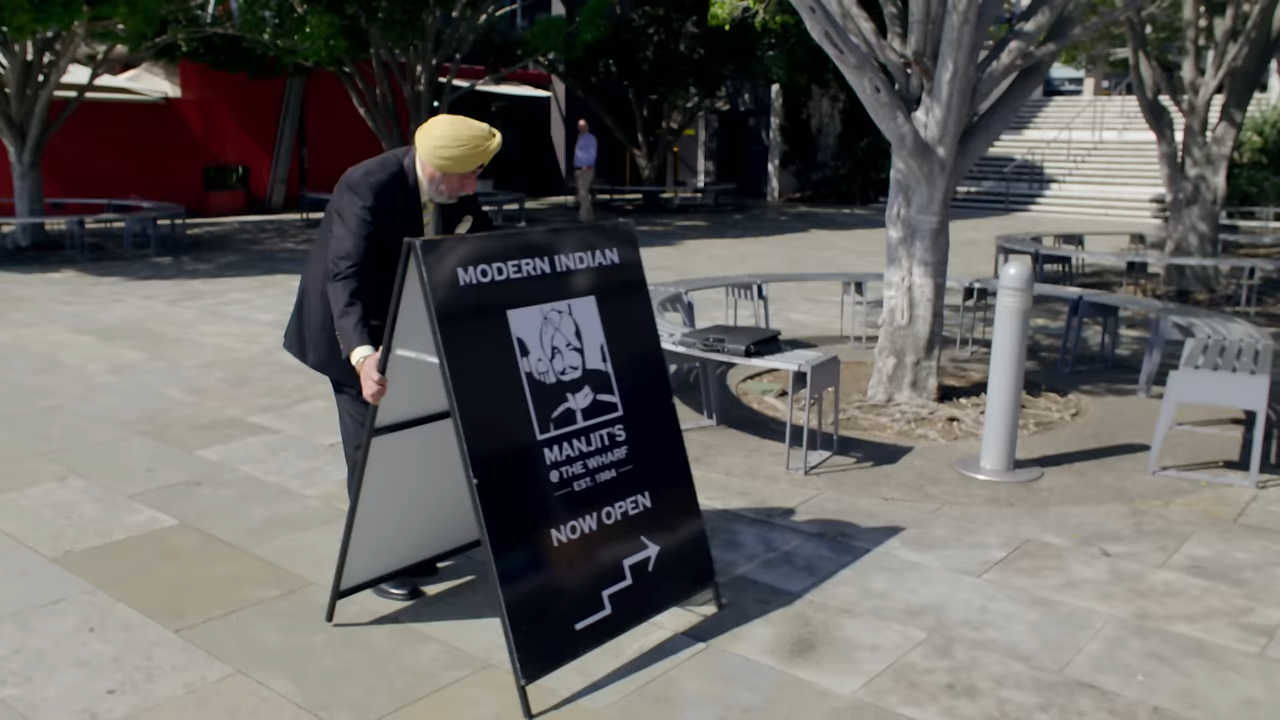 MODERN INDIAN
MANJIT'S
@ THE WHARF
EST. 1984
NOW OPEN